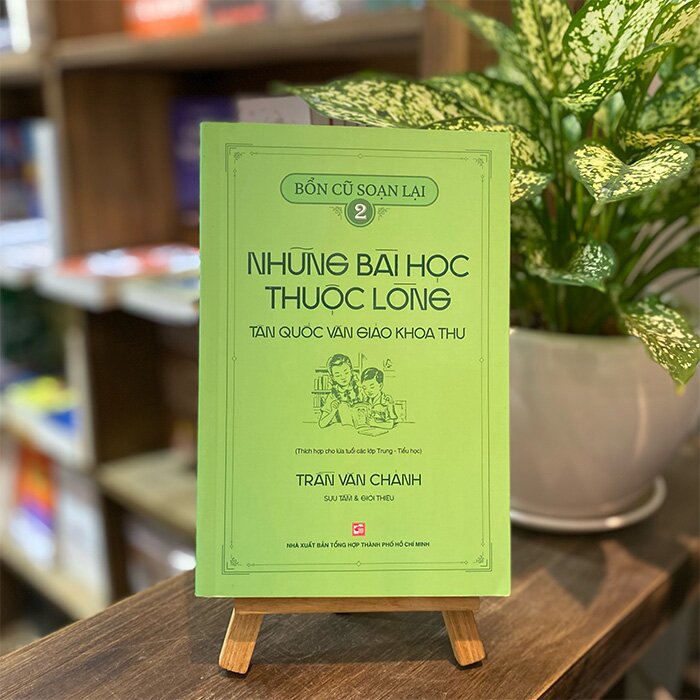 BỔN CŨ SOẠN LẠI
2
NHỮNG BÀI HỌC
THUỘC LÒNG
TÂN QUỐC VĂN GIÁO KHOA THƯ
(Thích hợp cho lứa tuổi các lớp Trung - Tiểu học)
TRẦN VĂN CHÁNH
SƯU TẦM & GIỚI THIỆU
NHÀ XUẤT BẢN TỔNG HỢP THÀNH PHỐ HỒ CHÍ MINH